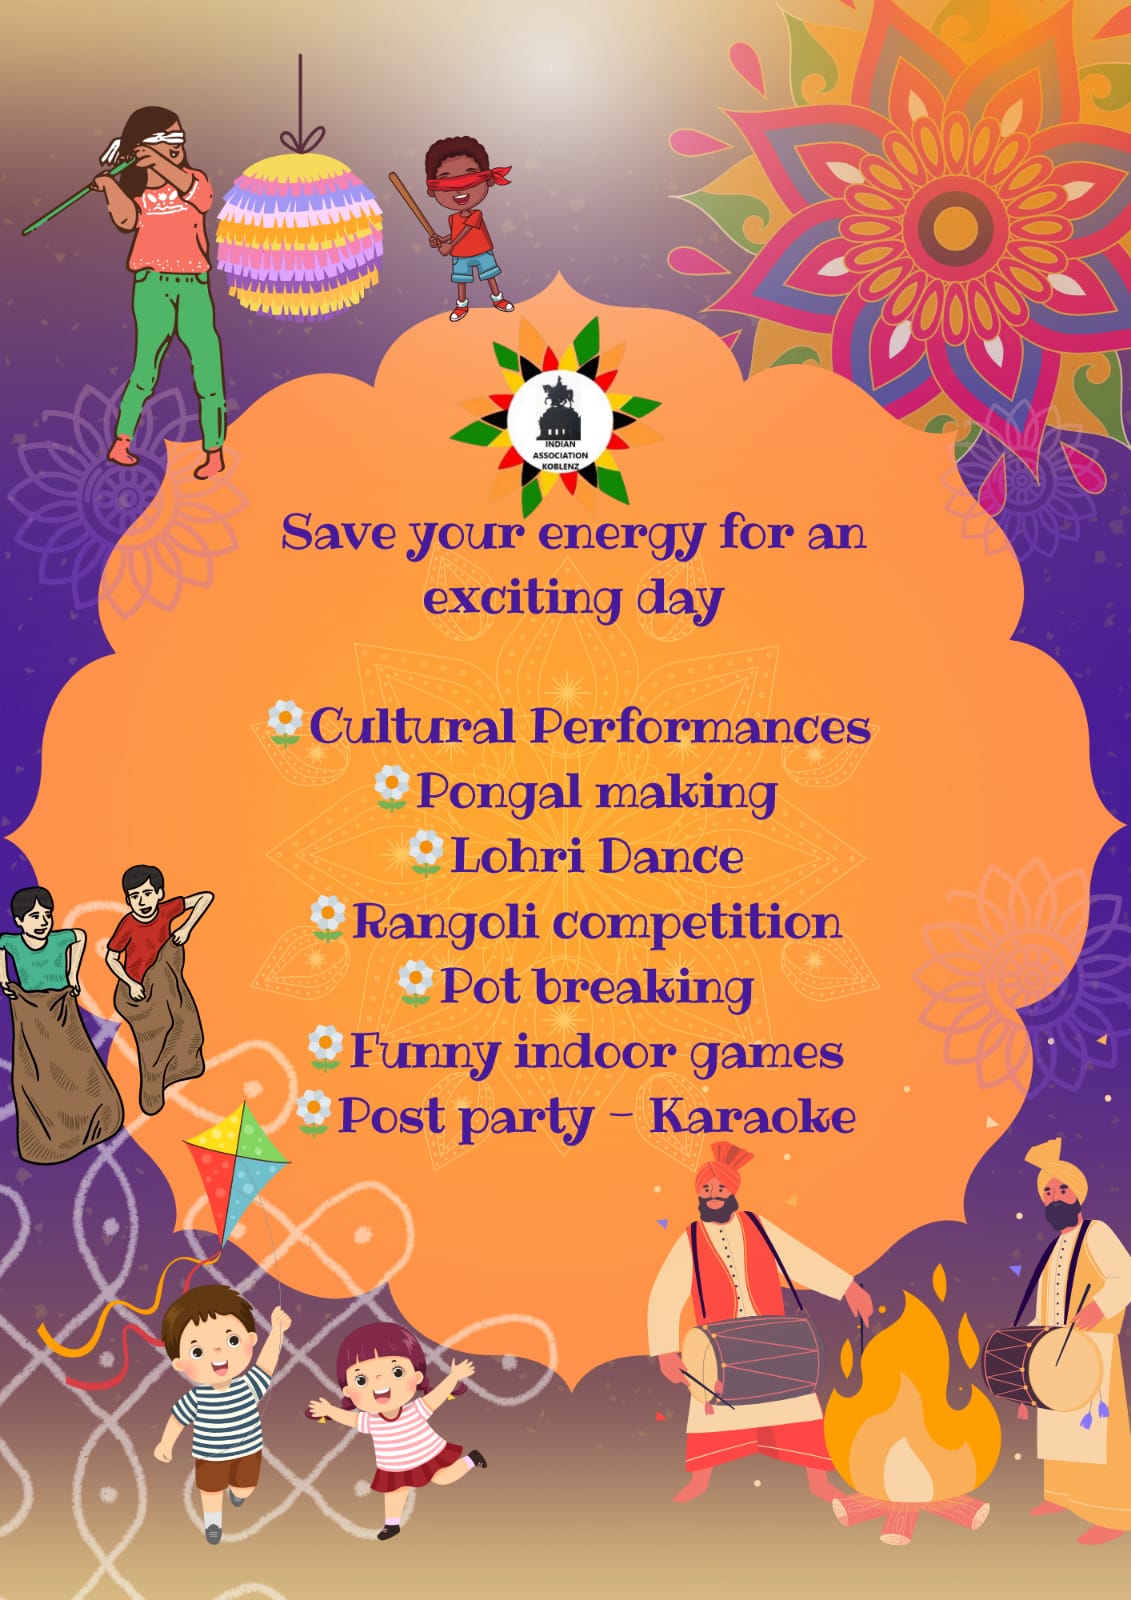 INDIAN
ASSOCIATION
KOBLENZ
Save your energy for an
exciting day
Cultural Performances
Pongal making
Lohri Dance
Rangoli competition
Pot breaking
Funny indoor games
Post party - Karaoke